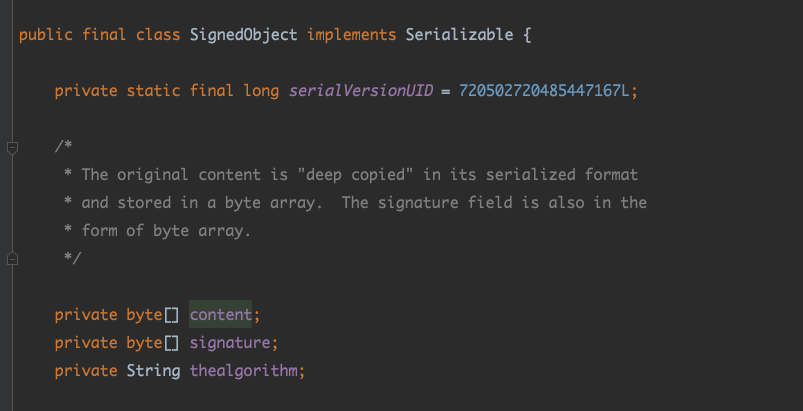 public final class SignedObject implements Serializable {
private static final long serialVersionUID = 720502720485447167L;
/*
* The original content is "deep copied" in its serialized format
* and stored in a byte array.  The signature field is also in the
* form of byte array.
*/
private byte[] content;
private byte[] signature;
private String thealgorithm;